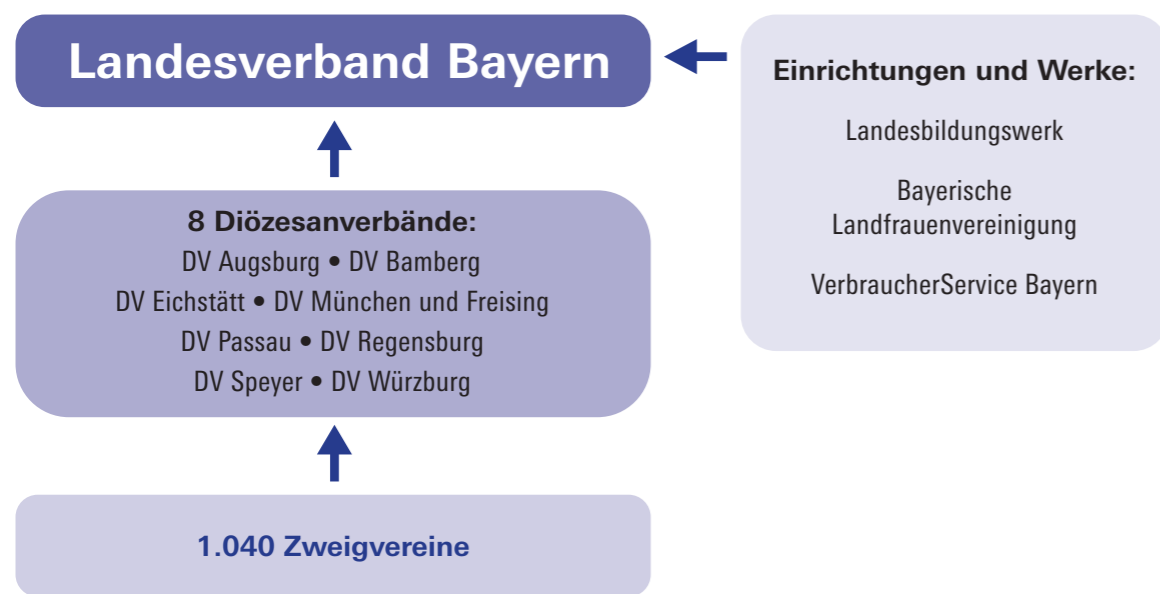 Landesverband Bayern
Einrichtungen und Werke:
Landesbildungswerk
Bayerische
Landfrauenvereinigung
VerbraucherService Bayern
8 Diözesanverbände:
DV Augsburg • DV Bamberg
DV Eichstätt • DV München und Freising
DV Passau • DV Regensburg
DV Speyer • DV Würzburg
1.040 Zweigvereine